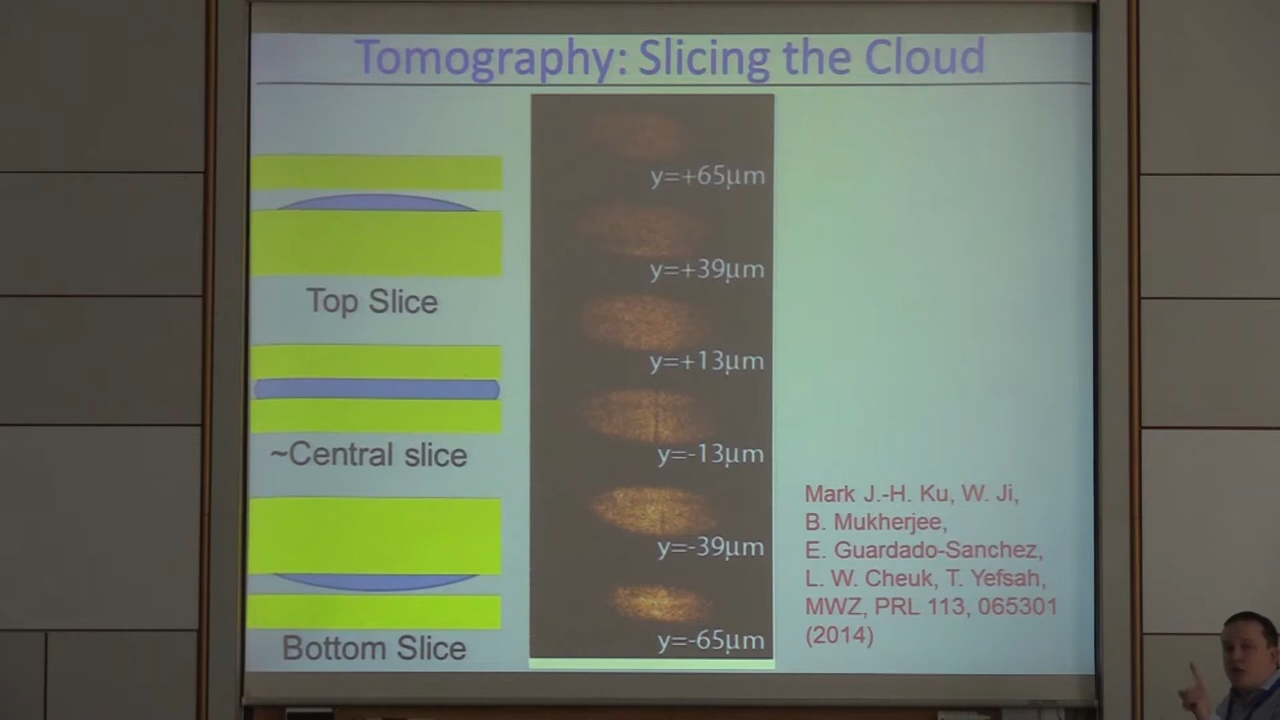 Tomography: Slicing the Cloud
Top Slice
~Central slice
Bottom Slice
y=+65µm
y=+39µm
y=+13µm
y=-13µm
y=-39µm
y=-65µm
Mark J.-H. Ku, W. Ji,
B. Mukherjee,
E. Guardado-Sanchez,
L. W. Cheuk, T. Yefsah,
MWZ, PRL 113, 065301
(2014)